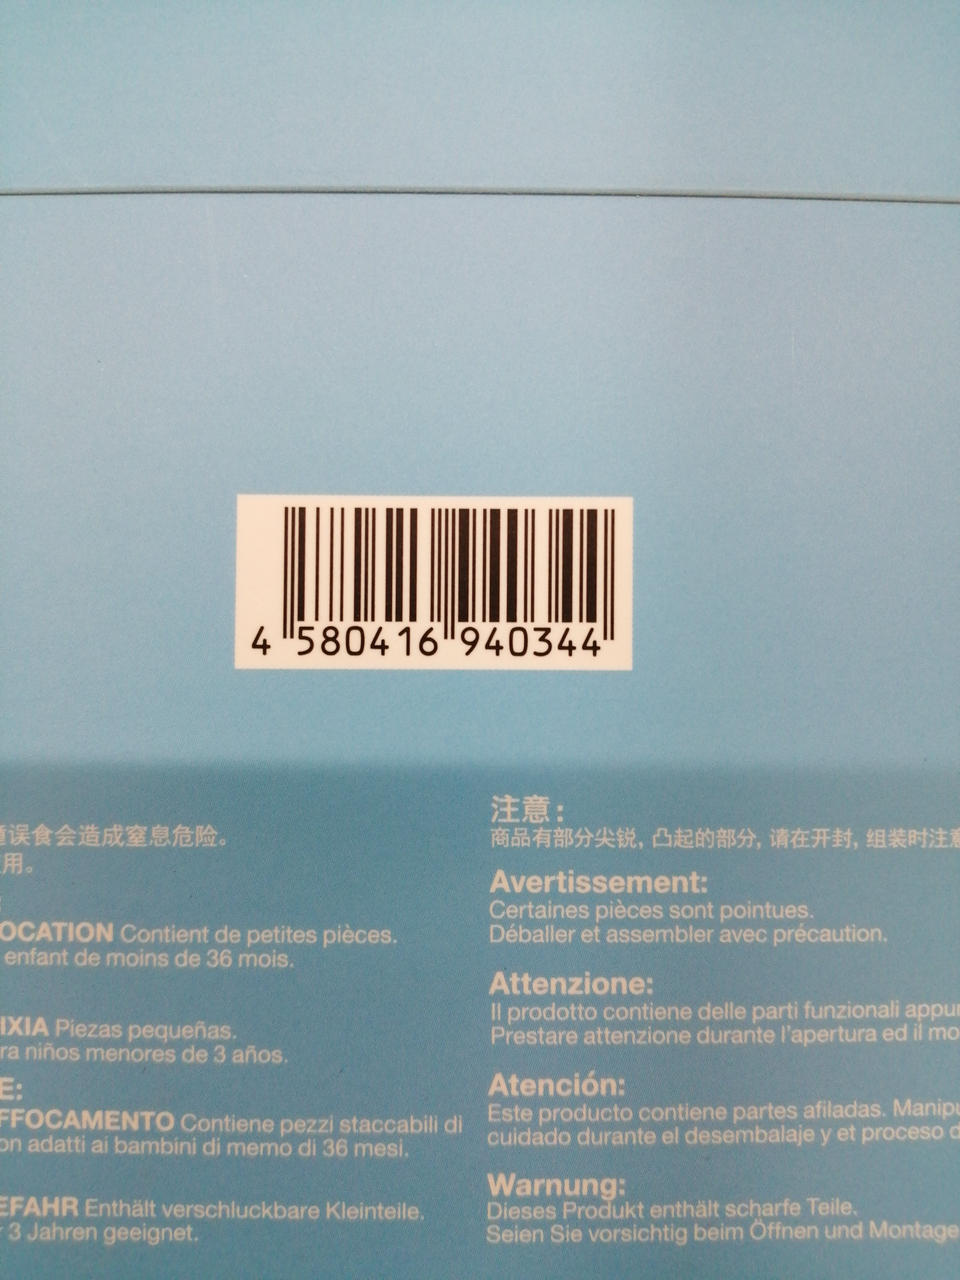 4 580416 940344
误食会造成窒息危险。
用。
OCATION Contient de petites pièces.
enfant de moins de 36 mois.
IXIA Piezas pequeñas.
ra niños menores de 3 años.
E:
FFOCAMENTO Contiene pezzi staccabili di
on adatti ai bambini di memo di 36 mesi.
EFAHR Enthält verschluckbare Kleinteile.
r 3 Jahren geeignet.
注意:
商品有部分尖锐, 凸起的部分, 请在开封, 组装时注意
Avertissement:
Certaines pièces sont pointues.
Déballer et assembler avec précaution.
Attenzione:
Il prodotto contiene delle parti funzionali appu
Prestare attenzione durante l'apertura ed il mo
Atención:
Este producto contiene partes afiladas. Manipu
cuidado durante el desembalaje y et proceso d
Warnung:
Dieses Produkt enthält scharfe Teile.
Seien Sie vorsichtig beim Öffnen und Montage